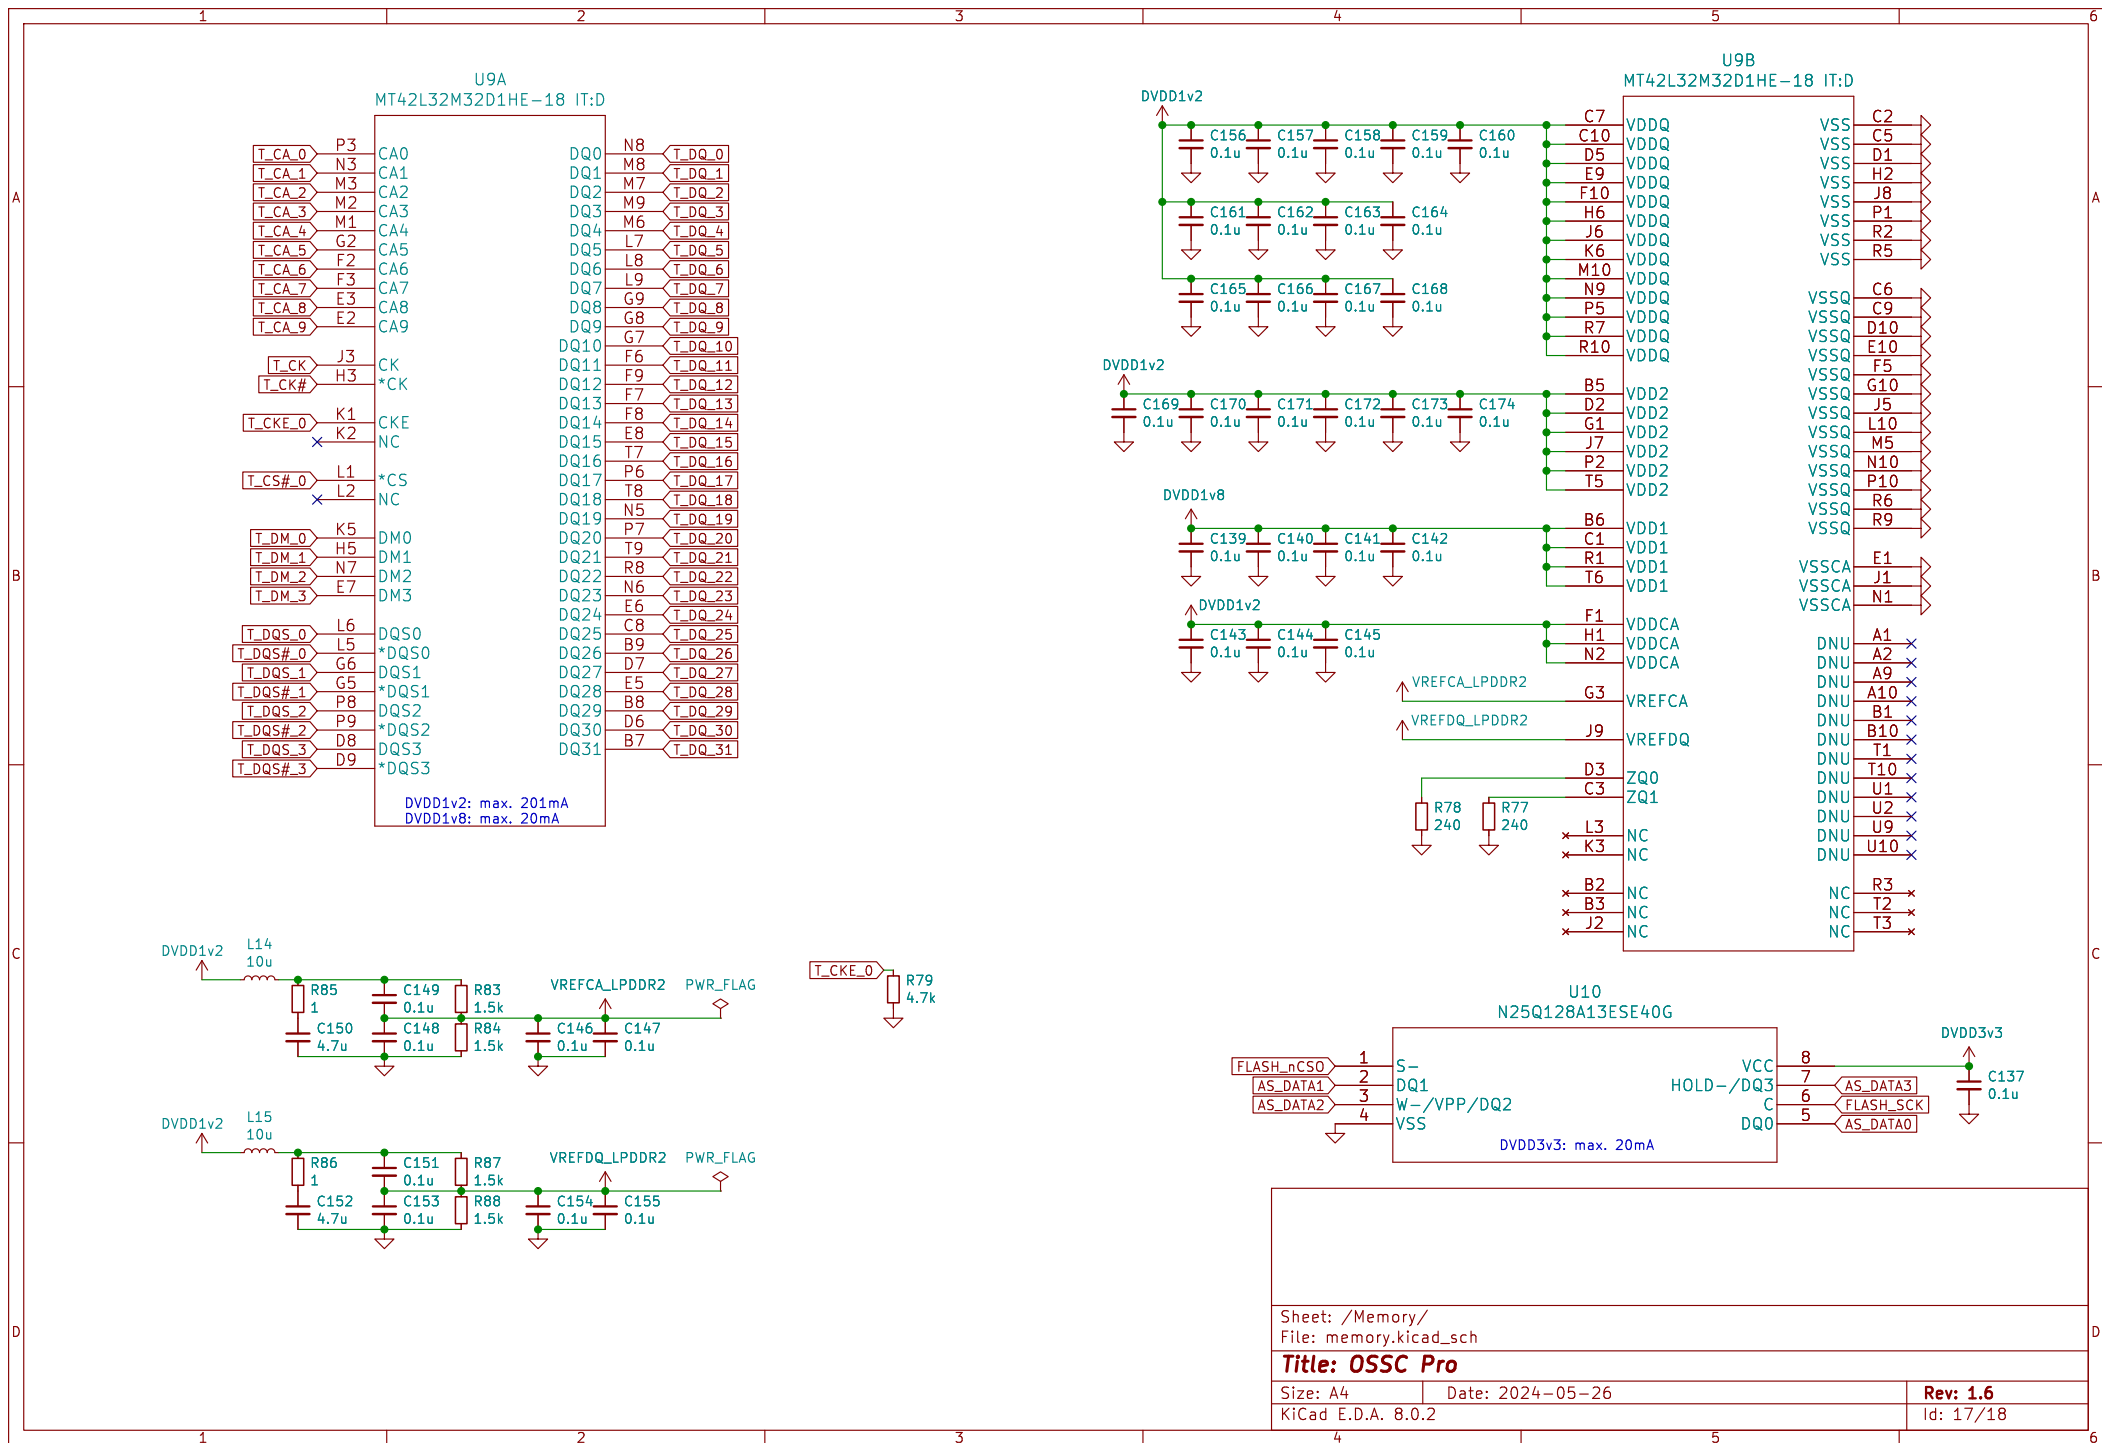 1 2 3 4 5 6
A
B
C
D
U9A
MT42L32M32D1HE-18 IT:D
T_CA_0 P3 CA0
T_CA_1 N3 CA1
T_CA_2 M3 CA2
T_CA_3 M2 CA3
T_CA_4 M1 CA4
T_CA_5 G2 CA5
T_CA_6 F2 CA6
T_CA_7 F3 CA7
T_CA_8 E3 CA8
T_CA_9 E2 CA9
T_CK J3 CK
T_CK# H3 *CK
T_CKE_0 K1 CKE
K2 NC
T_CS#_0 L1 *CS
L2 NC
T_DM_0 K5 DM0
T_DM_1 H5 DM1
T_DM_2 N7 DM2
T_DM_3 E7 DM3
T_DQS_0 L6 DQS0
T_DQS#_0 L5 *DQS0
T_DQS_1 G6 DQS1
T_DQS#_1 G5 *DQS1
T_DQS_2 P8 DQS2
T_DQS#_2 P9 *DQS2
T_DQS_3 D8 DQS3
T_DQS#_3 D9 *DQS3
DQ0 N8 T_DQ_0
DQ1 M8 T_DQ_1
DQ2 M7 T_DQ_2
DQ3 M9 T_DQ_3
DQ4 M6 T_DQ_4
DQ5 L7 T_DQ_5
DQ6 L8 T_DQ_6
DQ7 L9 T_DQ_7
DQ8 G9 T_DQ_8
DQ9 G8 T_DQ_9
DQ10 G7 T_DQ_10
DQ11 F6 T_DQ_11
DQ12 F9 T_DQ_12
DQ13 F7 T_DQ_13
DQ14 F8 T_DQ_14
DQ15 E8 T_DQ_15
DQ16 T7 T_DQ_16
DQ17 P6 T_DQ_17
DQ18 T8 T_DQ_18
DQ19 N5 T_DQ_19
DQ20 P7 T_DQ_20
DQ21 T9 T_DQ_21
DQ22 R8 T_DQ_22
DQ23 N6 T_DQ_23
DQ24 E6 T_DQ_24
DQ25 C8 T_DQ_25
DQ26 B9 T_DQ_26
DQ27 D7 T_DQ_27
DQ28 E5 T_DQ_28
DQ29 B8 T_DQ_29
DQ30 D6 T_DQ_30
DQ31 B7 T_DQ_31
DVDD1v2: max. 201mA
DVDD1v8: max. 20mA
U9B
MT42L32M32D1HE-18 IT:D
DVDD1v2
C156 C157 C158 C159 C160
0.1u 0.1u 0.1u 0.1u 0.1u
C161 C162 C163 C164
0.1u 0.1u 0.1u 0.1u
C165 C166 C167 C168
0.1u 0.1u 0.1u 0.1u
DVDD1v2
C169 C170 C171 C172 C173 C174
0.1u 0.1u 0.1u 0.1u 0.1u 0.1u
DVDD1v8
C139 C140 C141 C142
0.1u 0.1u 0.1u 0.1u
DVDD1v2
C143 C144 C145
0.1u 0.1u 0.1u
VREFCA_LPDDR2
VREFDQ_LPDDR2
R78 R77
240 240
C7 VDDQ
C10 VDDQ
D5 VDDQ
E9 VDDQ
F10 VDDQ
H6 VDDQ
J6 VDDQ
K6 VDDQ
M10 VDDQ
N9 VDDQ
P5 VDDQ
R7 VDDQ
R10 VDDQ
B5 VDD2
D2 VDD2
G1 VDD2
J7 VDD2
P2 VDD2
T5 VDD2
B6 VDD1
C1 VDD1
R1 VDD1
T6 VDD1
F1 VDDCA
H1 VDDCA
N2 VDDCA
G3 VREFCA
J9 VREFDQ
D3 ZQ0
C3 ZQ1
L3 NC
K3 NC
B2 NC
B3 NC
J2 NC
VSS C2
VSS C5
VSS D1
VSS H2
VSS J8
VSS P1
VSS R2
VSS R5
VSSQ C6
VSSQ C9
VSSQ D10
VSSQ E10
VSSQ F5
VSSQ G10
VSSQ J5
VSSQ L10
VSSQ M5
VSSQ N10
VSSQ P10
VSSQ R6
VSSQ R9
VSSCA E1
VSSCA J1
VSSCA N1
DNU A1
DNU A2
DNU A9
DNU A10
DNU B1
DNU B10
DNU T1
DNU T10
DNU U1
DNU U2
DNU U9
DNU U10
NC R3
NC T2
NC T3
DVDD1v2
L14
10u
R85
1
C150
4.7u
C149
0.1u
C148
0.1u
R83
1.5k
R84
1.5k
VREFCA_LPDDR2 PWR_FLAG
C146 C147
0.1u 0.1u
T_CKE_0
R79
4.7k
DVDD1v2
L15
10u
R86
1
C152
4.7u
C151
0.1u
C153
0.1u
R87
1.5k
R88
1.5k
VREFDQ_LPDDR2 PWR_FLAG
C154 C155
0.1u 0.1u
U10
N25Q128A13ESE40G
FLASH_nCSO 1 S-
AS_DATA1 2 DQ1
AS_DATA2 3 W-/VPP/DQ2
4 VSS
VCC 8
HOLD-/DQ3 7 AS_DATA3
C 6 FLASH_SCK
DQ0 5 AS_DATA0
DVDD3v3: max. 20mA
DVDD3v3
C137
0.1u
Sheet: /Memory/
File: memory.kicad_sch
Title: OSSC Pro
Size: A4 Date: 2024-05-26 Rev: 1.6
KiCad E.D.A. 8.0.2 Id: 17/18
A
B
C
D
1 2 3 4 5 6